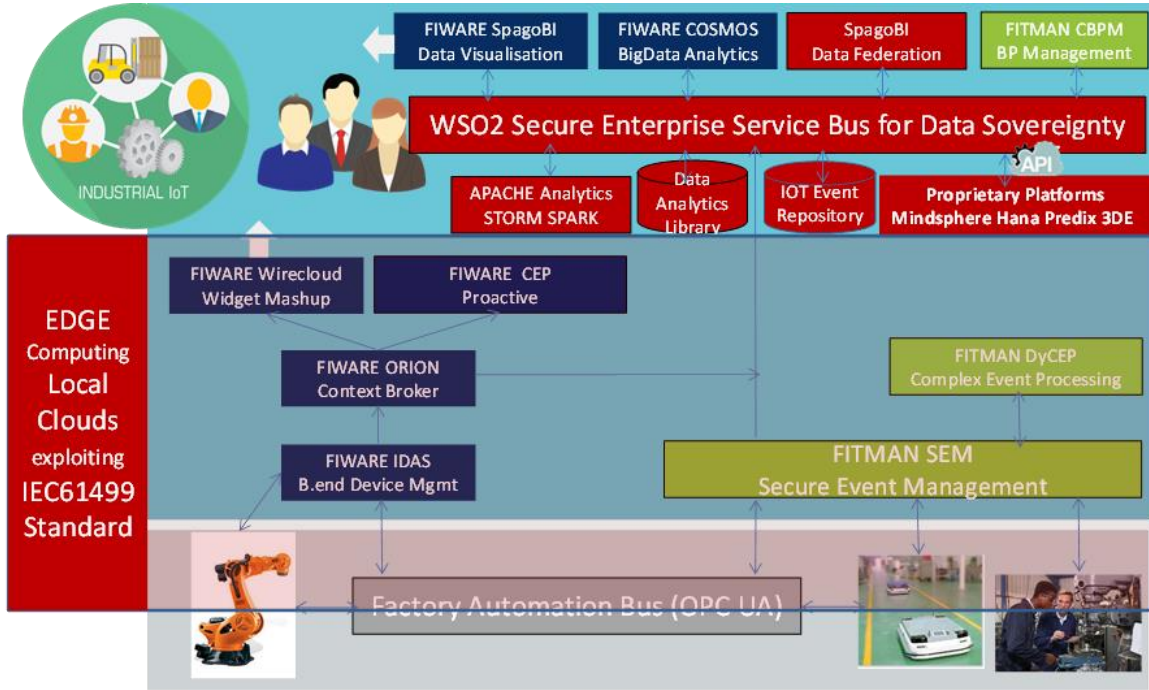 FIWARE SpagoBI
Data Visualisation
FIWARE COSMOS
BigData Analytics
SpagoBI
Data Federation
FITMAN CBPM
BP Management
WSO2 Secure Enterprise Service Bus for Data Sovereignty
API
INDUSTRIAL IoT
APACHE Analytics
STORM SPARK
Data
Analytics
Library
IOT Event
Repository
Proprietary Platforms
Mindsphere Hana Predix 3DE
EDGE
Computing
Local
Clouds
exploiting
IEC61499
Standard
FIWARE Wirecloud
Widget Mashup
FIWARE CEP
Proactive
FIWARE ORION
Context Broker
FITMAN DyCEP
Complex Event Processing
FIWARE IDAS
B.end Device Mgmt
FITMAN SEM
Secure Event Management
Factory Automation Bus (OPC UA)